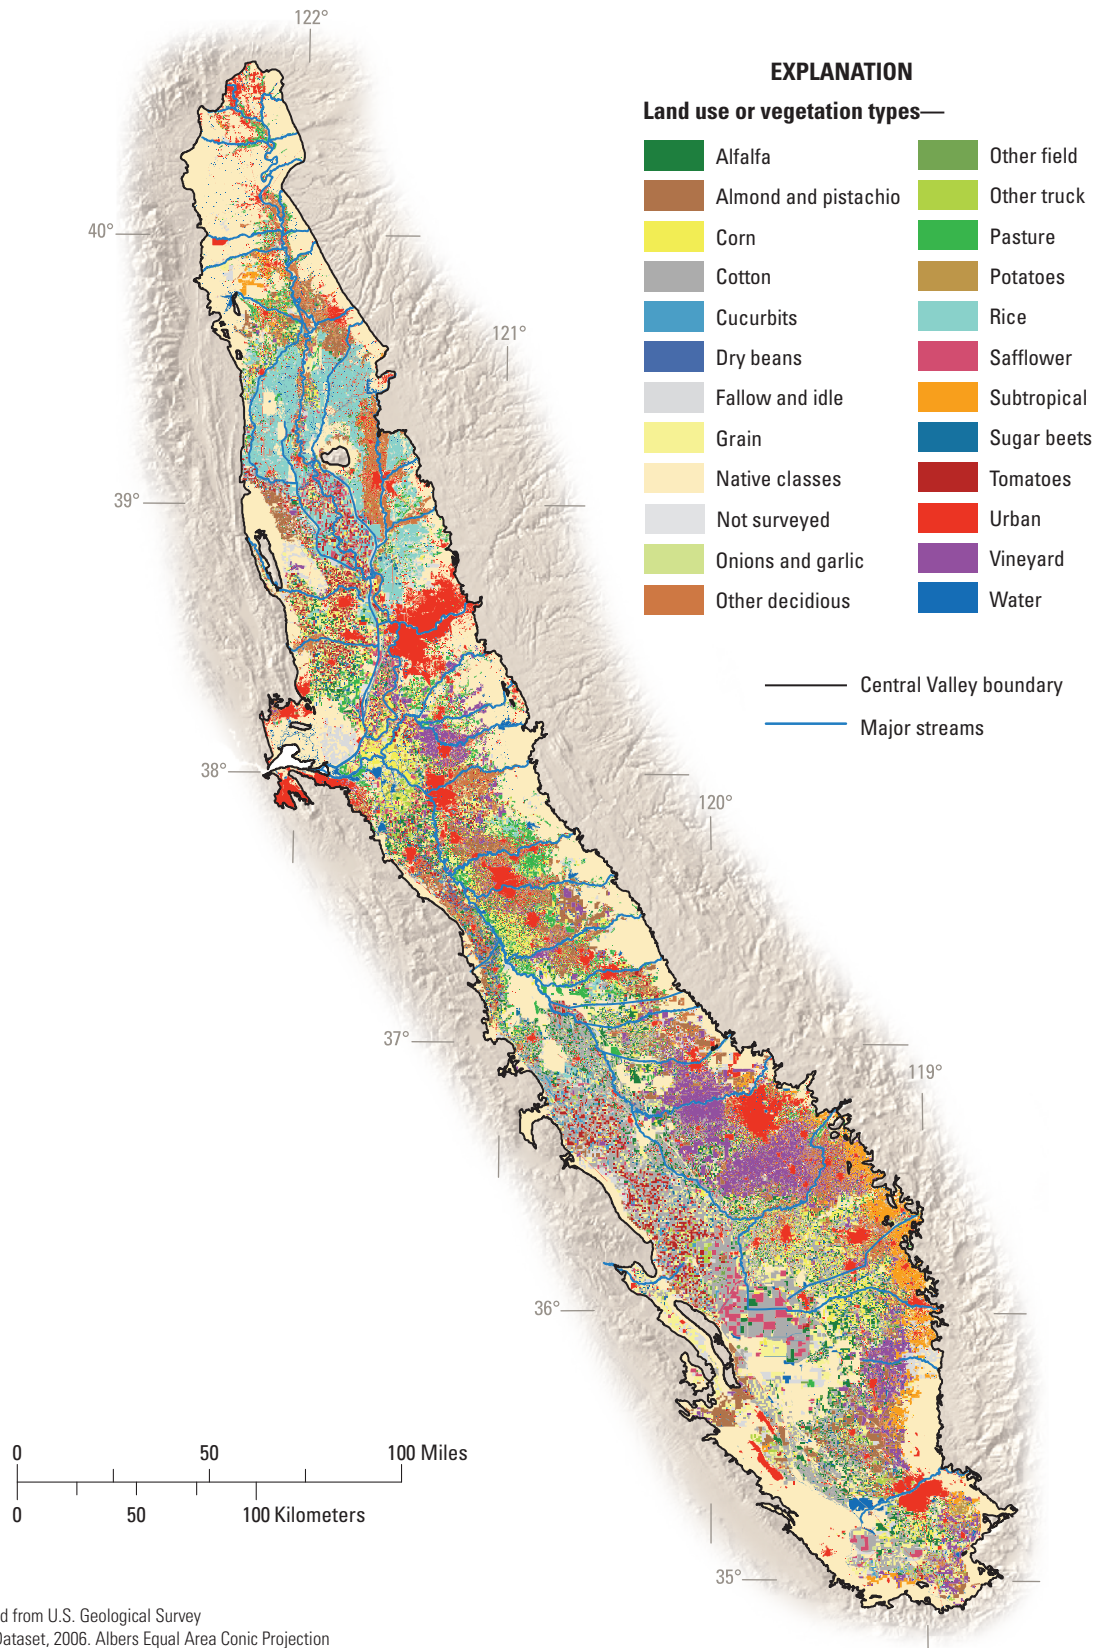 122°
EXPLANATION
Land use or vegetation types—
Alfalfa
Almond and pistachio
Corn
Cotton
Cucurbits
Dry beans
Fallow and idle
Grain
Native classes
Not surveyed
Onions and garlic
Other decidious
Other field
Other truck
Pasture
Potatoes
Rice
Safflower
Subtropical
Sugar beets
Tomatoes
Urban
Vineyard
Water
Central Valley boundary
Major streams
40°
121°
39°
38°
120°
37°
119°
36°
35°
0 50 100 Miles
0 50 100 Kilometers
d from U.S. Geological Survey
Dataset, 2006. Albers Equal Area Conic Projection